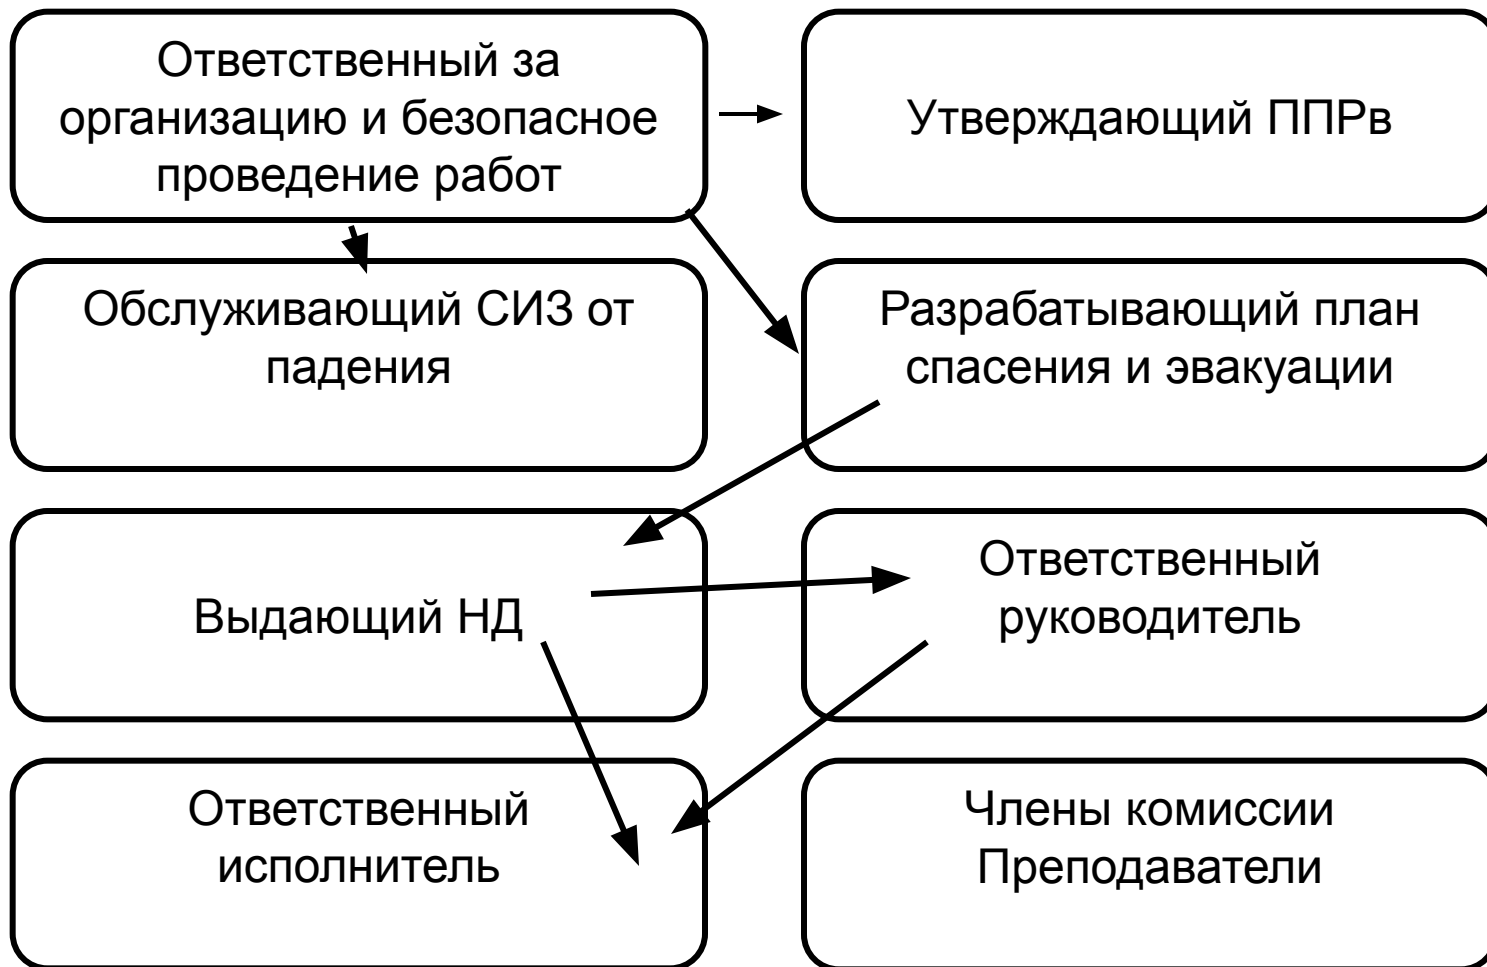 Ответственный за
организацию и безопасное
проведение работ
Утверждающий ППРв
Обслуживающий СИЗ от
падения
Разрабатывающий план
спасения и эвакуации
Выдающий НД
Ответственный
руководитель
Ответственный
исполнитель
Члены комиссии
Преподаватели